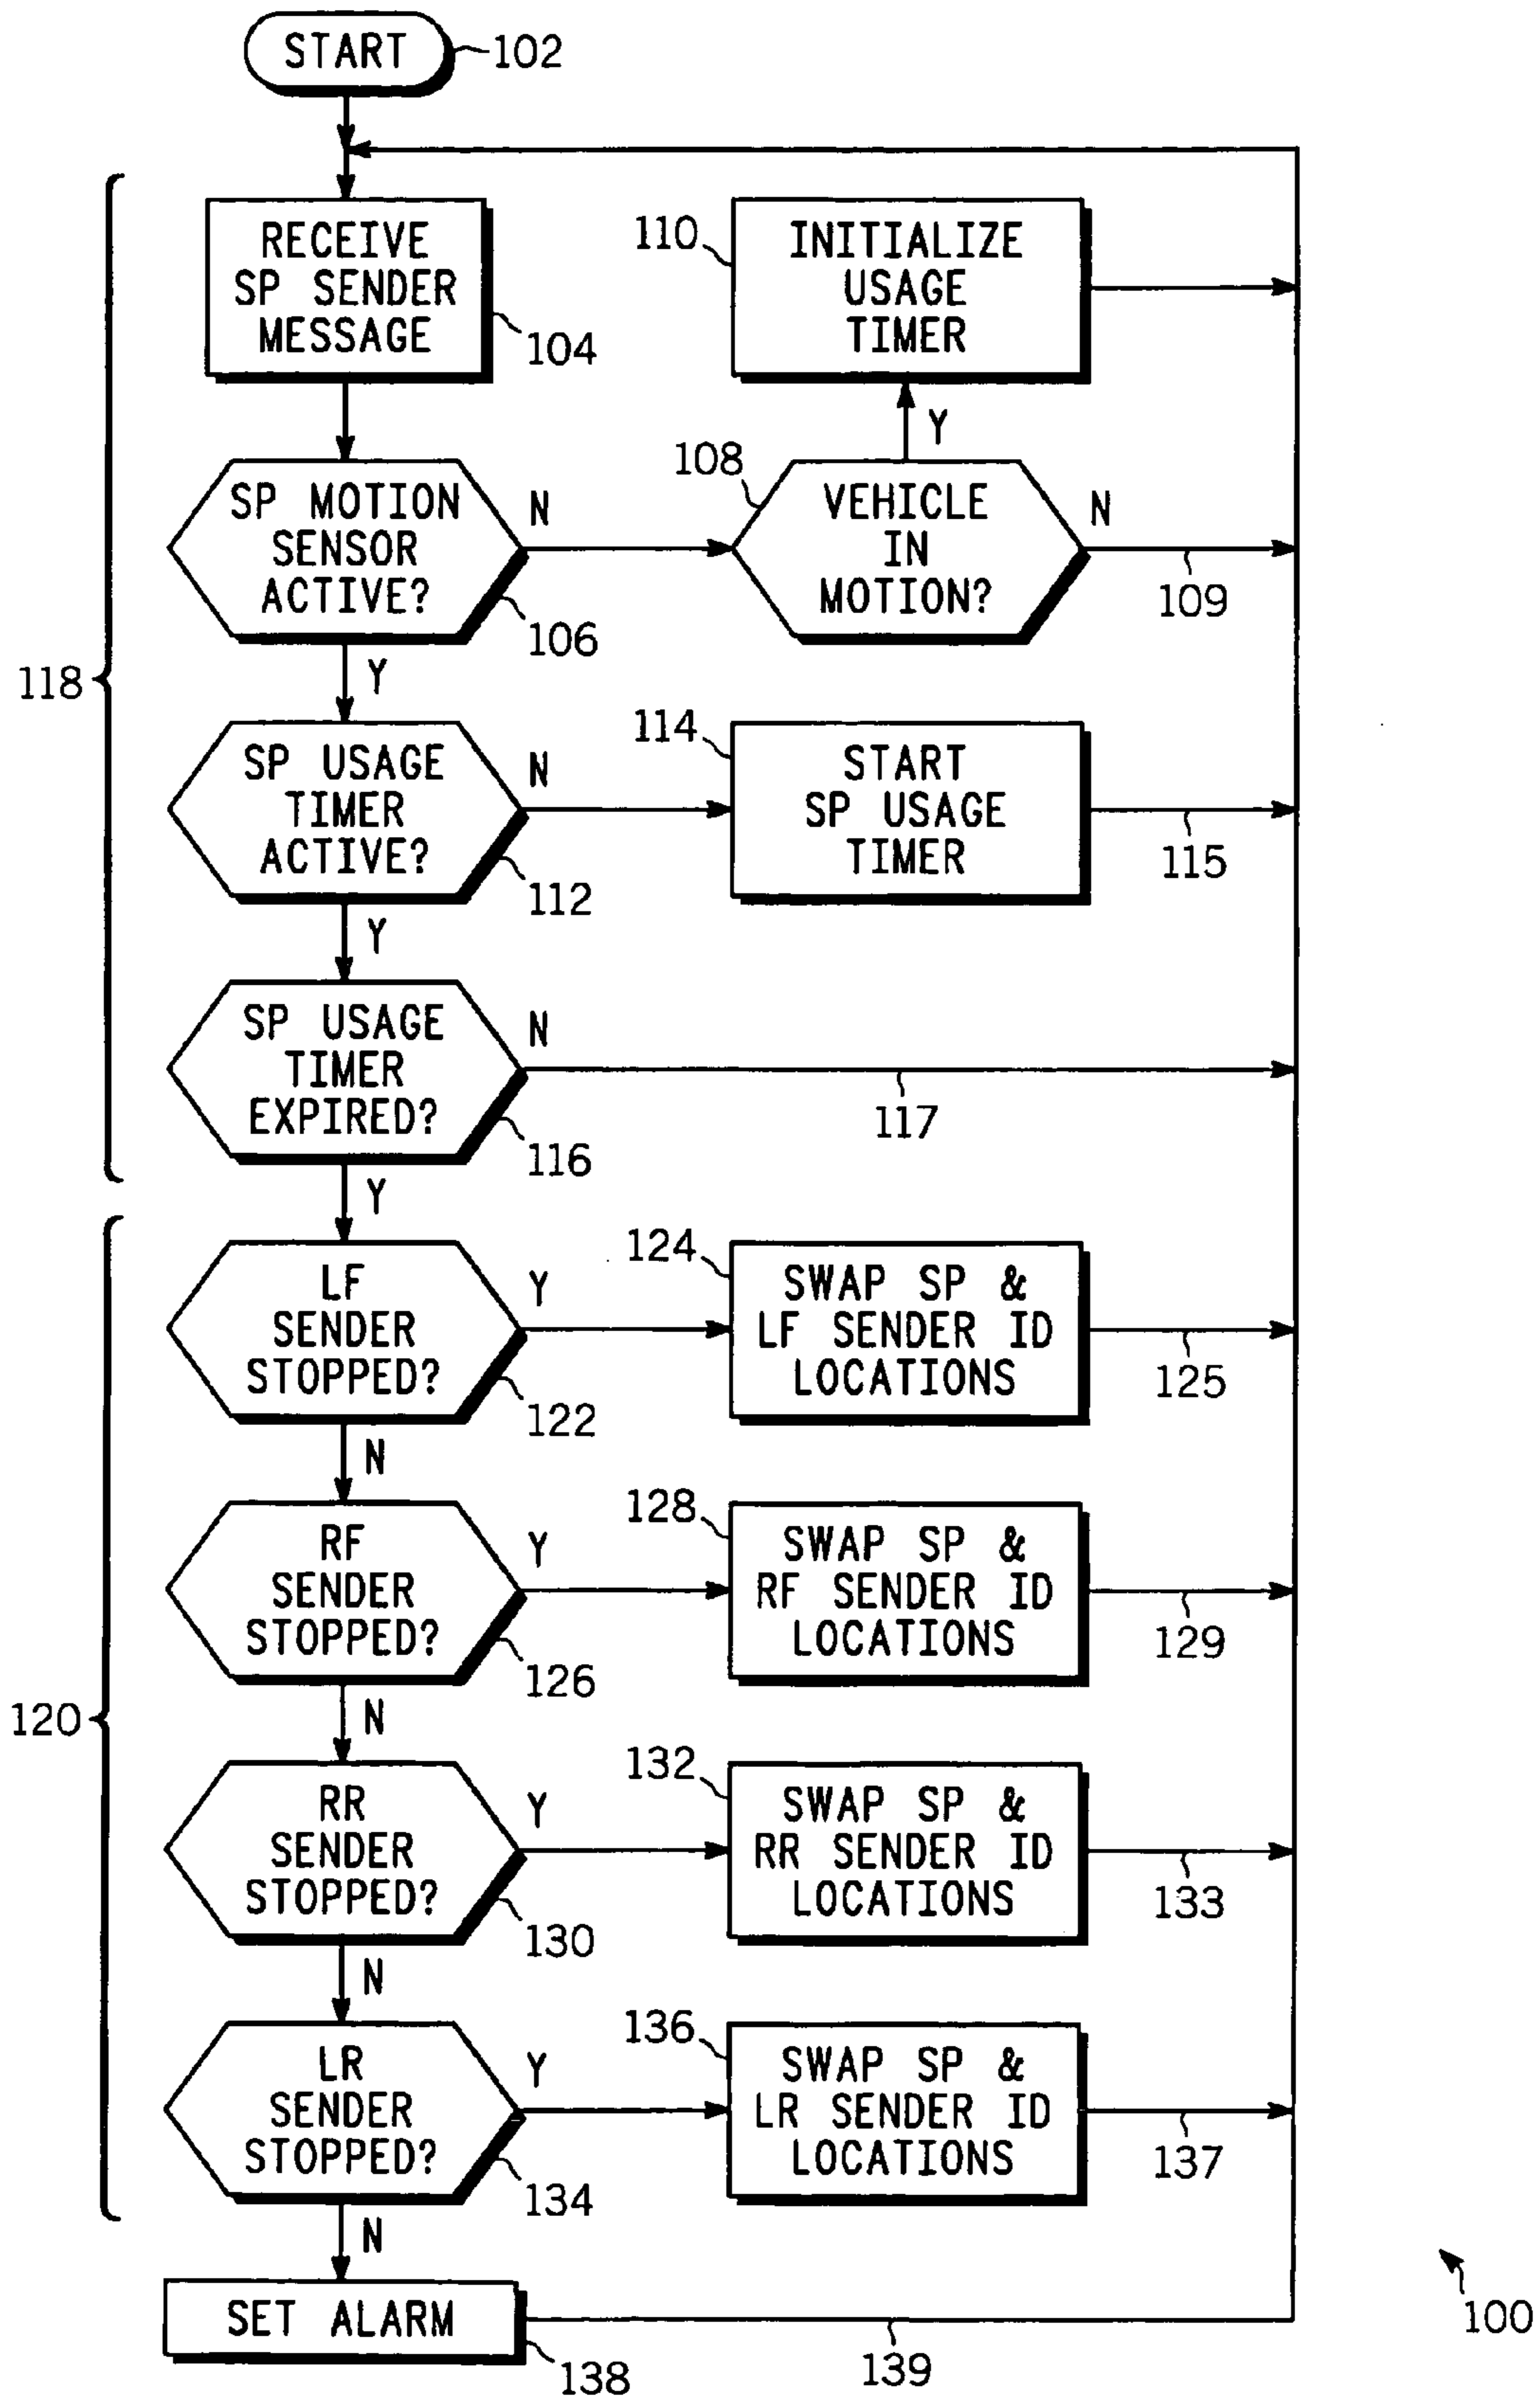 START
102
RECEIVE
SP SENDER
MESSAGE
104
110
INITIALIZE
USAGE
TIMER
Y
SP MOTION
SENSOR
ACTIVE?
106
N
108
VEHICLE
IN
MOTION?
N
109
118
Y
SP USAGE
TIMER
ACTIVE?
112
N
114
START
SP USAGE
TIMER
115
Y
SP USAGE
TIMER
EXPIRED?
116
N
117
Y
LF
SENDER
STOPPED?
122
Y
124
SWAP SP &
LF SENDER ID
LOCATIONS
125
N
RF
SENDER
STOPPED?
126
Y
128
SWAP SP &
RF SENDER ID
LOCATIONS
129
120
N
RR
SENDER
STOPPED?
130
Y
132
SWAP SP &
RR SENDER ID
LOCATIONS
133
N
LR
SENDER
STOPPED?
134
Y
136
SWAP SP &
LR SENDER ID
LOCATIONS
137
N
SET ALARM
138
139
100